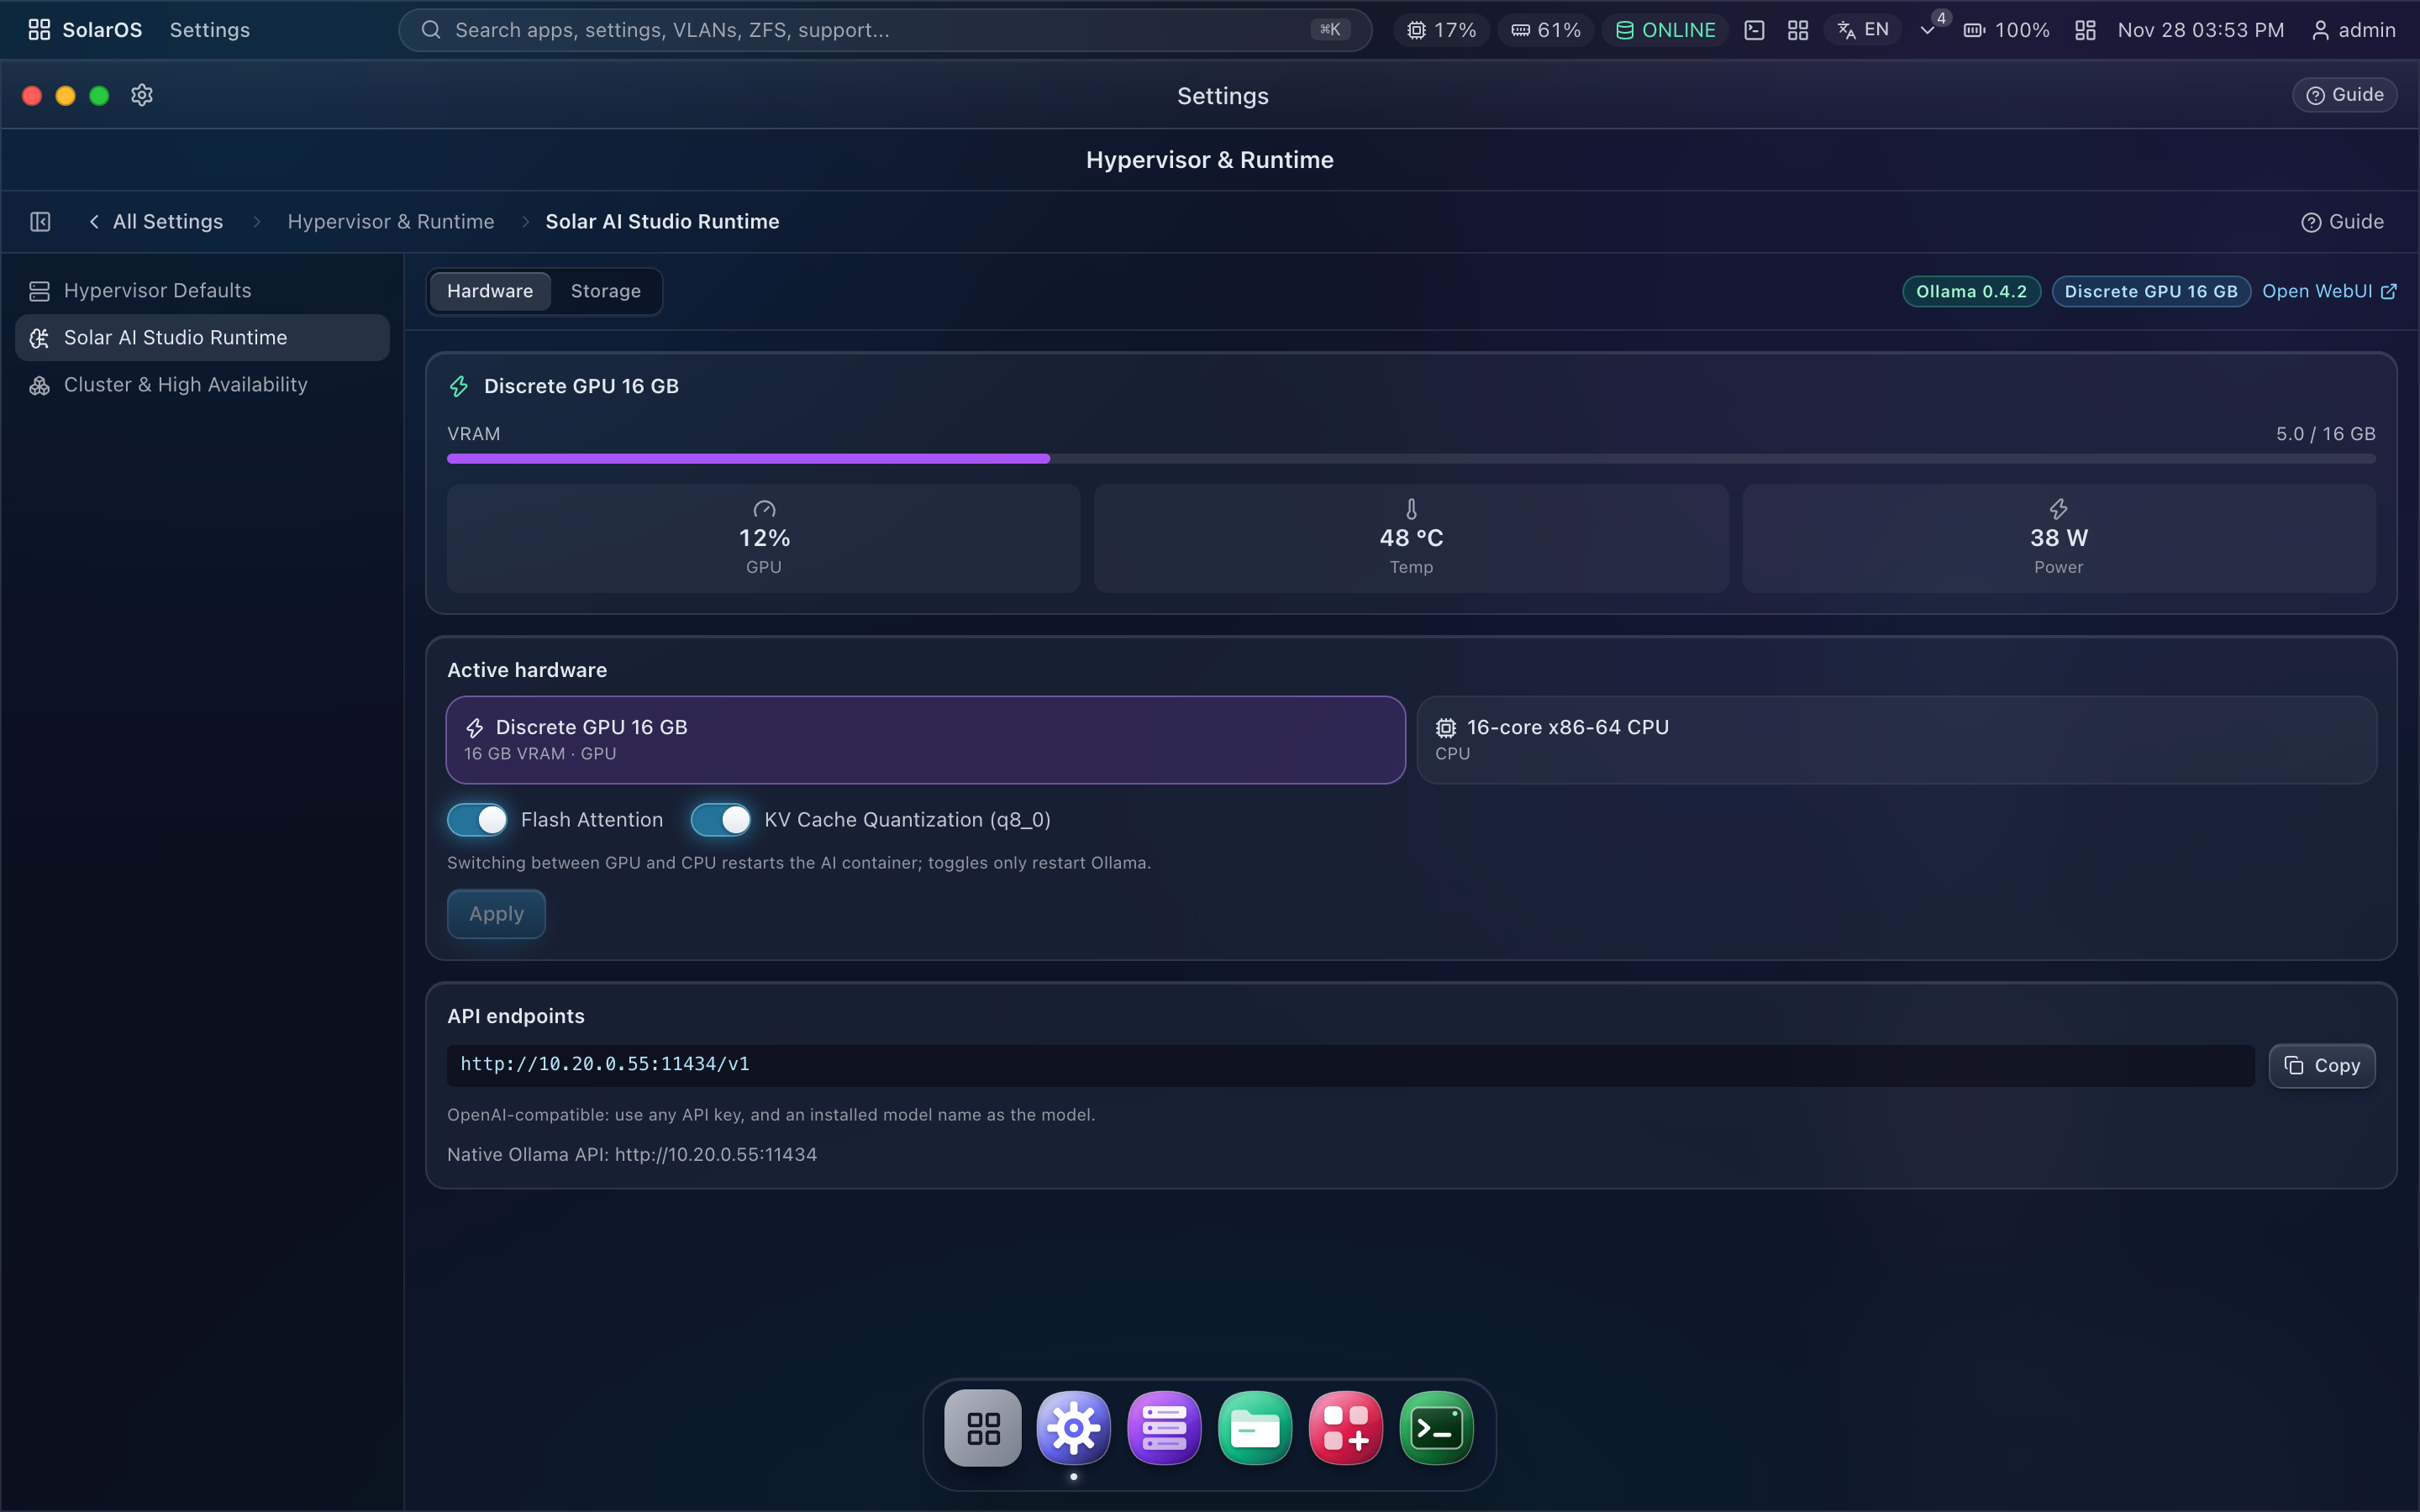 SolarOS Settings Search apps, settings, VLANs, ZFS, support... ⌘K 17% 61% ONLINE EN 4 100% Nov 28 03:53 PM admin
Settings Guide
Hypervisor & Runtime
All Settings Hypervisor & Runtime Solar AI Studio Runtime Guide
Hypervisor Defaults
Solar AI Studio Runtime
Cluster & High Availability
Hardware Storage Ollama 0.4.2 Discrete GPU 16 GB Open WebUI
Discrete GPU 16 GB
VRAM 5.0 / 16 GB
12% 48 °C 38 W
GPU Temp Power
Active hardware
Discrete GPU 16 GB 16-core x86-64 CPU
16 GB VRAM · GPU CPU
Flash Attention KV Cache Quantization (q8_0)
Switching between GPU and CPU restarts the AI container; toggles only restart Ollama.
Apply
API endpoints
http://10.20.0.55:11434/v1 Copy
OpenAI-compatible: use any API key, and an installed model name as the model.
Native Ollama API: http://10.20.0.55:11434